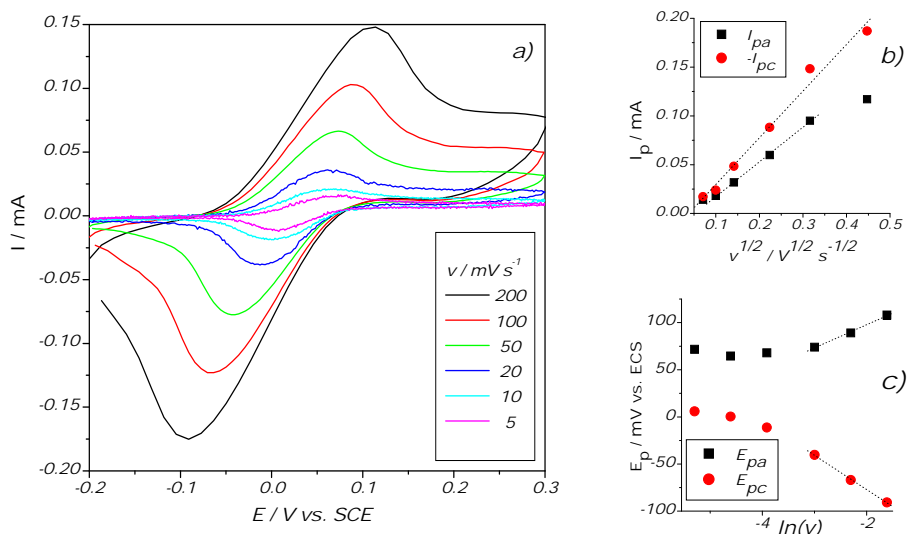 a)
I / mA
0.15
0.10
0.05
0.00
-0.05
-0.10
-0.15
-0.20
-0.2
-0.1
0.0
0.1
0.2
0.3
E / V vs. SCE
v / mV s-1
200
100
50
20
10
5
b)
Ipa
-Ipc
Ip / mA
0.20
0.15
0.10
0.05
0.00
0.1
0.2
0.3
0.4
0.5
v1/2 / V1/2 s-1/2
c)
Ep / mV vs. ECS
100
50
0
-50
-100
Epa
Epc
-4
-2
ln(v)